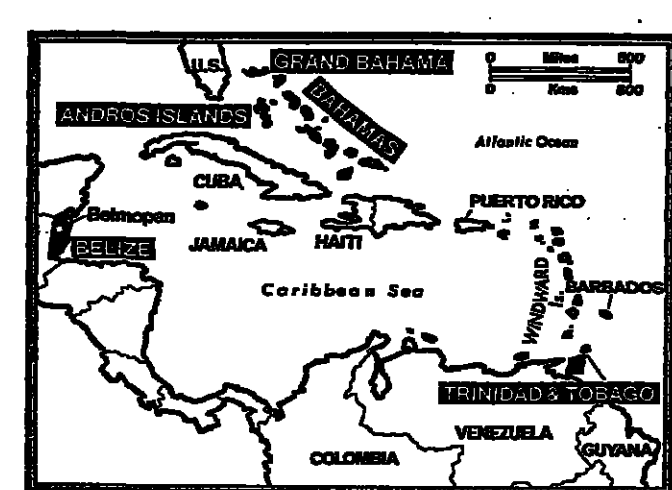 U.S.
GRAND BAHAMA
0 Miles 500
0 Kms 800
BAHAMAS
ANDROS ISLANDS
Atlantic Ocean
CUBA
PUERTO RICO
Belmopan
BELIZE
JAMAICA
HAITI
Caribbean Sea
WINDWARD Is.
BARBADOS
TRINIDAD & TOBAGO
VENEZUELA
GUYANA
COLOMBIA